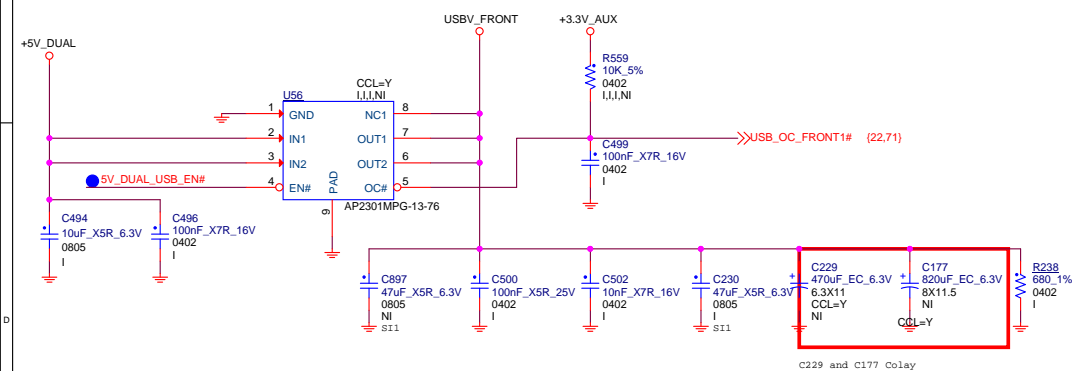 USBV_FRONT
+3.3V_AUX
+5V_DUAL
R559
10K_5%
0402
I,I,I,NI
CCL=Y
I,I,I,NI
U56
1
GND
NC1
8
2
IN1
OUT1
7
3
IN2
OUT2
6
4
EN#
OC#
5
PAD
9
AP2301MPG-13-76
5V_DUAL_USB_EN#
USB_OC_FRONT1# {22,71}
C499
100nF_X7R_16V
0402
I
C494
10uF_X5R_6.3V
0805
I
C496
100nF_X7R_16V
0402
I
C897
47uF_X5R_6.3V
0805
NI
SI1
C500
100nF_X5R_25V
0402
I
C502
10nF_X7R_16V
0402
I
C230
47uF_X5R_6.3V
0805
I
SI1
C229
470uF_EC_6.3V
6.3X11
CCL=Y
NI
C177
820uF_EC_6.3V
8X11.5
NI
CCL=Y
R238
680_1%
0402
I
D
C229 and C177 Colay